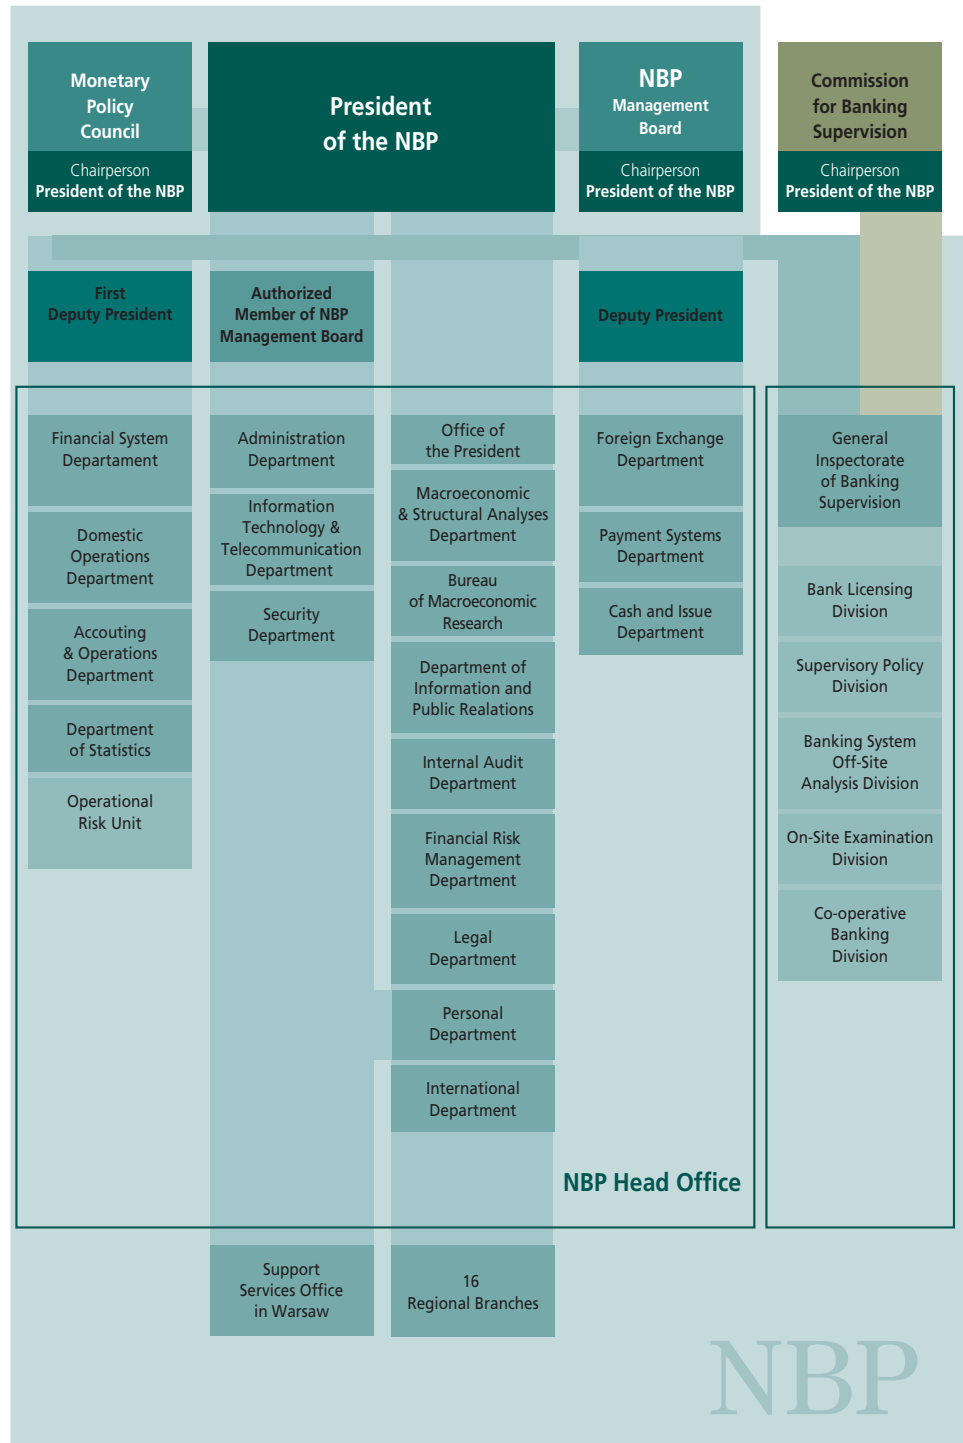 Monetary
Policy
Council
Chairperson
President of the NBP
President
of the NBP
NBP
Management
Board
Chairperson
President of the NBP
Commission
for Banking
Supervision
Chairperson
President of the NBP
First
Deputy President
Authorized
Member of NBP
Management Board
Deputy President
Financial System
Departament
Domestic
Operations
Department
Accouting
& Operations
Department
Department
of Statistics
Operational
Risk Unit
Administration
Department
Information
Technology &
Telecommunication
Department
Security
Department
Office of
the President
Macroeconomic
& Structural Analyses
Department
Bureau
of Macroeconomic
Research
Department of
Information and
Public Realations
Internal Audit
Department
Financial Risk
Management
Department
Legal
Department
Personal
Department
International
Department
Foreign Exchange
Department
Payment Systems
Department
Cash and Issue
Department
General
Inspectorate
of Banking
Supervision
Bank Licensing
Division
Supervisory Policy
Division
Banking System
Off-Site
Analysis Division
On-Site Examination
Division
Co-operative
Banking
Division
NBP Head Office
Support
Services Office
in Warsaw
16
Regional Branches
NBP